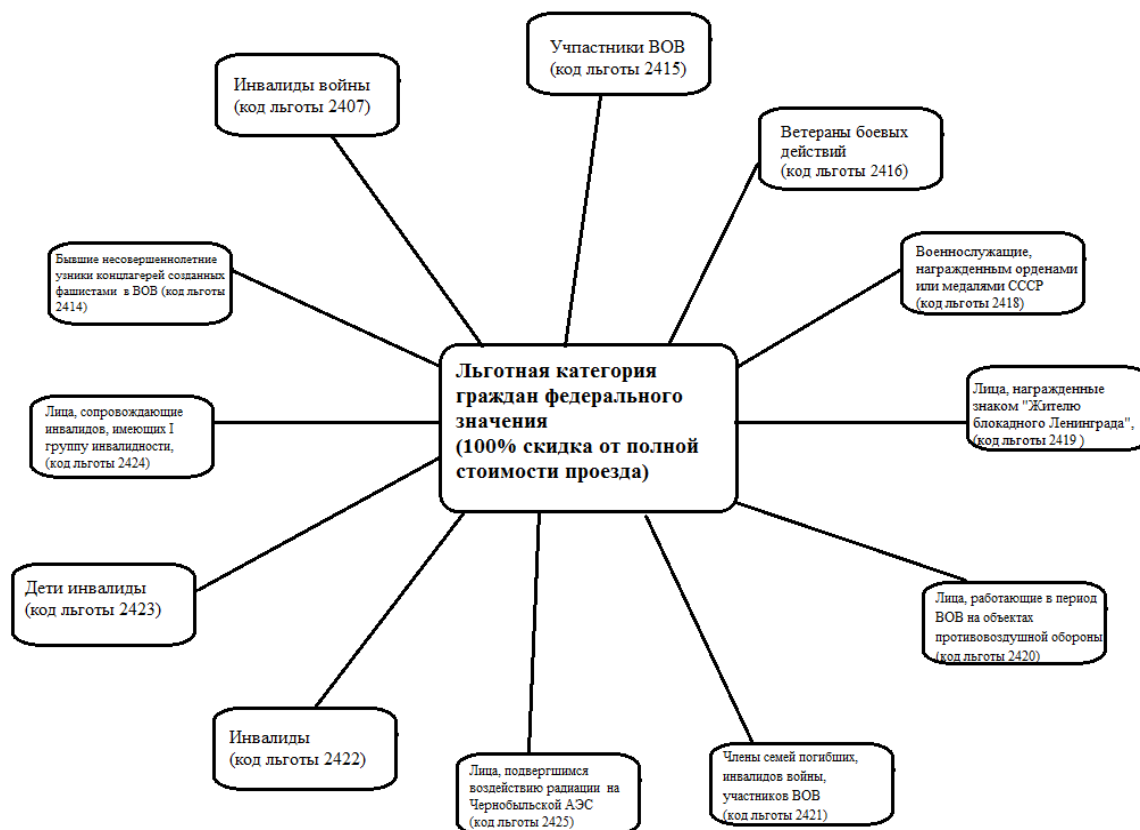 Учпастники ВОВ
(код льготы 2415)
Инвалиды войны
(код льготы 2407)
Ветераны боевых
действий
(код льготы 2416)
Бывшие несовершеннолетние
узники концлагерей созданных
фашистами в ВОВ (код льготы
2414)
Военнослужащие,
награжденным орденами
или медалями СССР
(код льготы 2418)
Льготная категория
граждан федерального
значения
(100% скидка от полной
стоимости проезда)
Лица, награжденные
знаком "Жителю
блокадного Ленинграда",
(код льготы 2419 )
Лица, сопровождающие
инвалидов, имеющих I
группу инвалидности,
(код льготы 2424)
Дети инвалиды
(код льготы 2423)
Лица, работающие в период
ВОВ на объектах
противовоздушной обороны
(код льготы 2420)
Инвалиды
(код льготы 2422)
Лица, подвергшимся
воздействию радиации на
Чернобыльской АЭС
(код льготы 2425)
Члены семей погибших,
инвалидов войны,
участников ВОВ
(код льготы 2421)